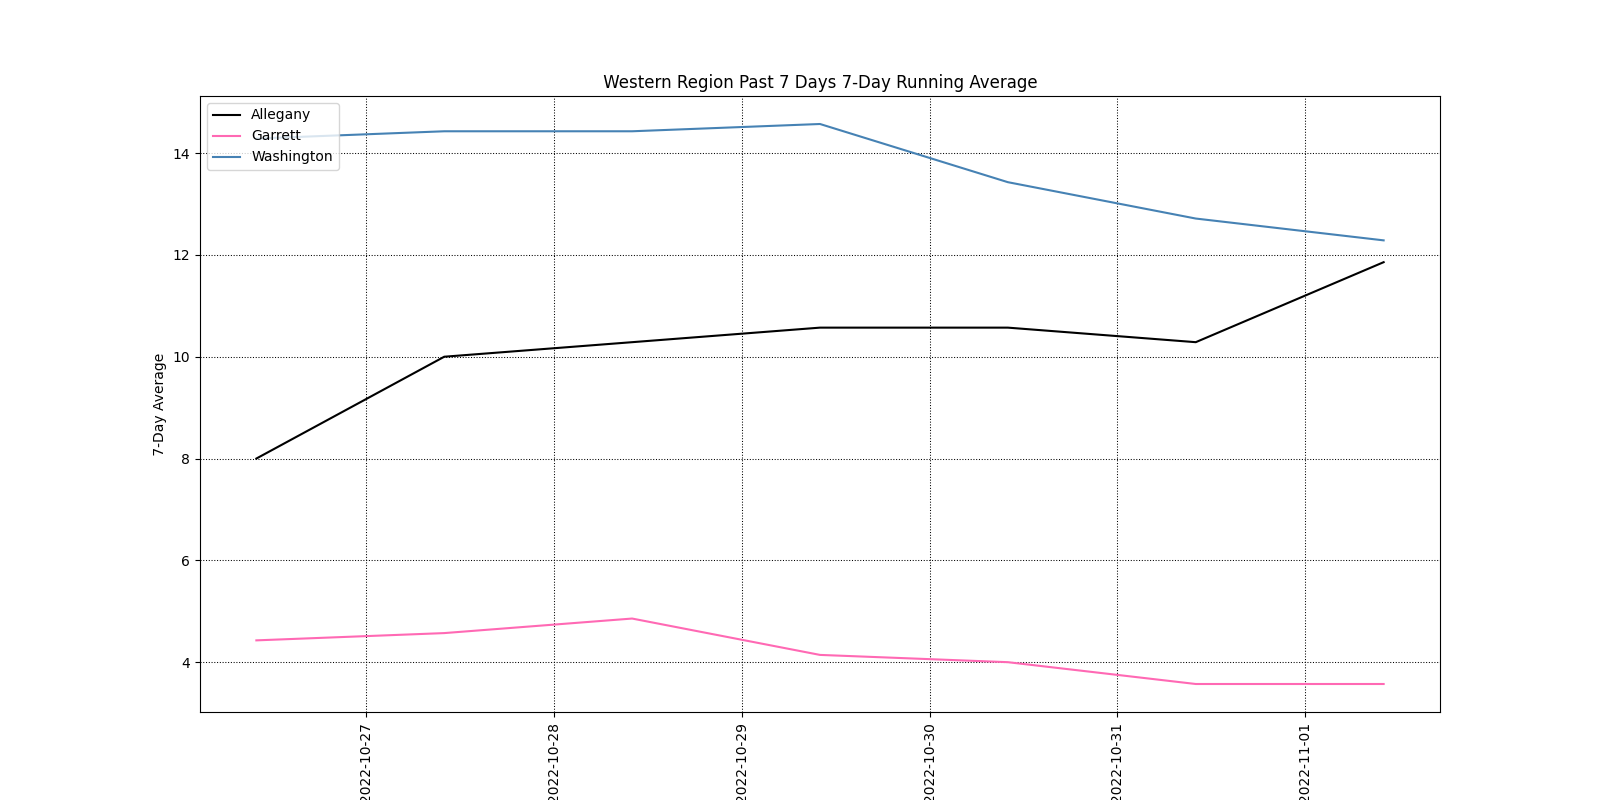 Western Region Past 7 Days 7-Day Running Average
Allegany
Garrett
Washington
7-Day Average
14
12
10
8
6
4
2022-10-27
2022-10-28
2022-10-29
2022-10-30
2022-10-31
2022-11-01